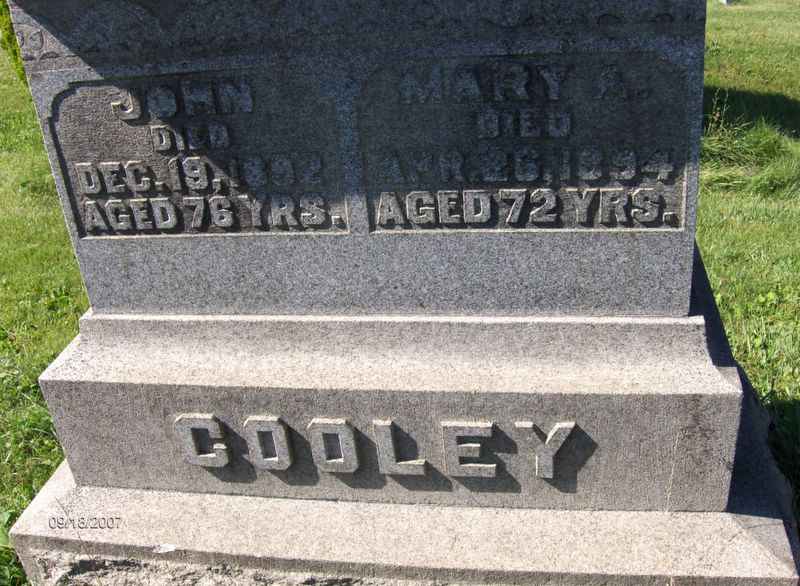 JOHN
DIED
DEC. 19, 1892
AGED 76 YRS.
MARY A.
DIED
APR. 26, 1894
AGED 72 YRS.
COOLEY
09/18/2007